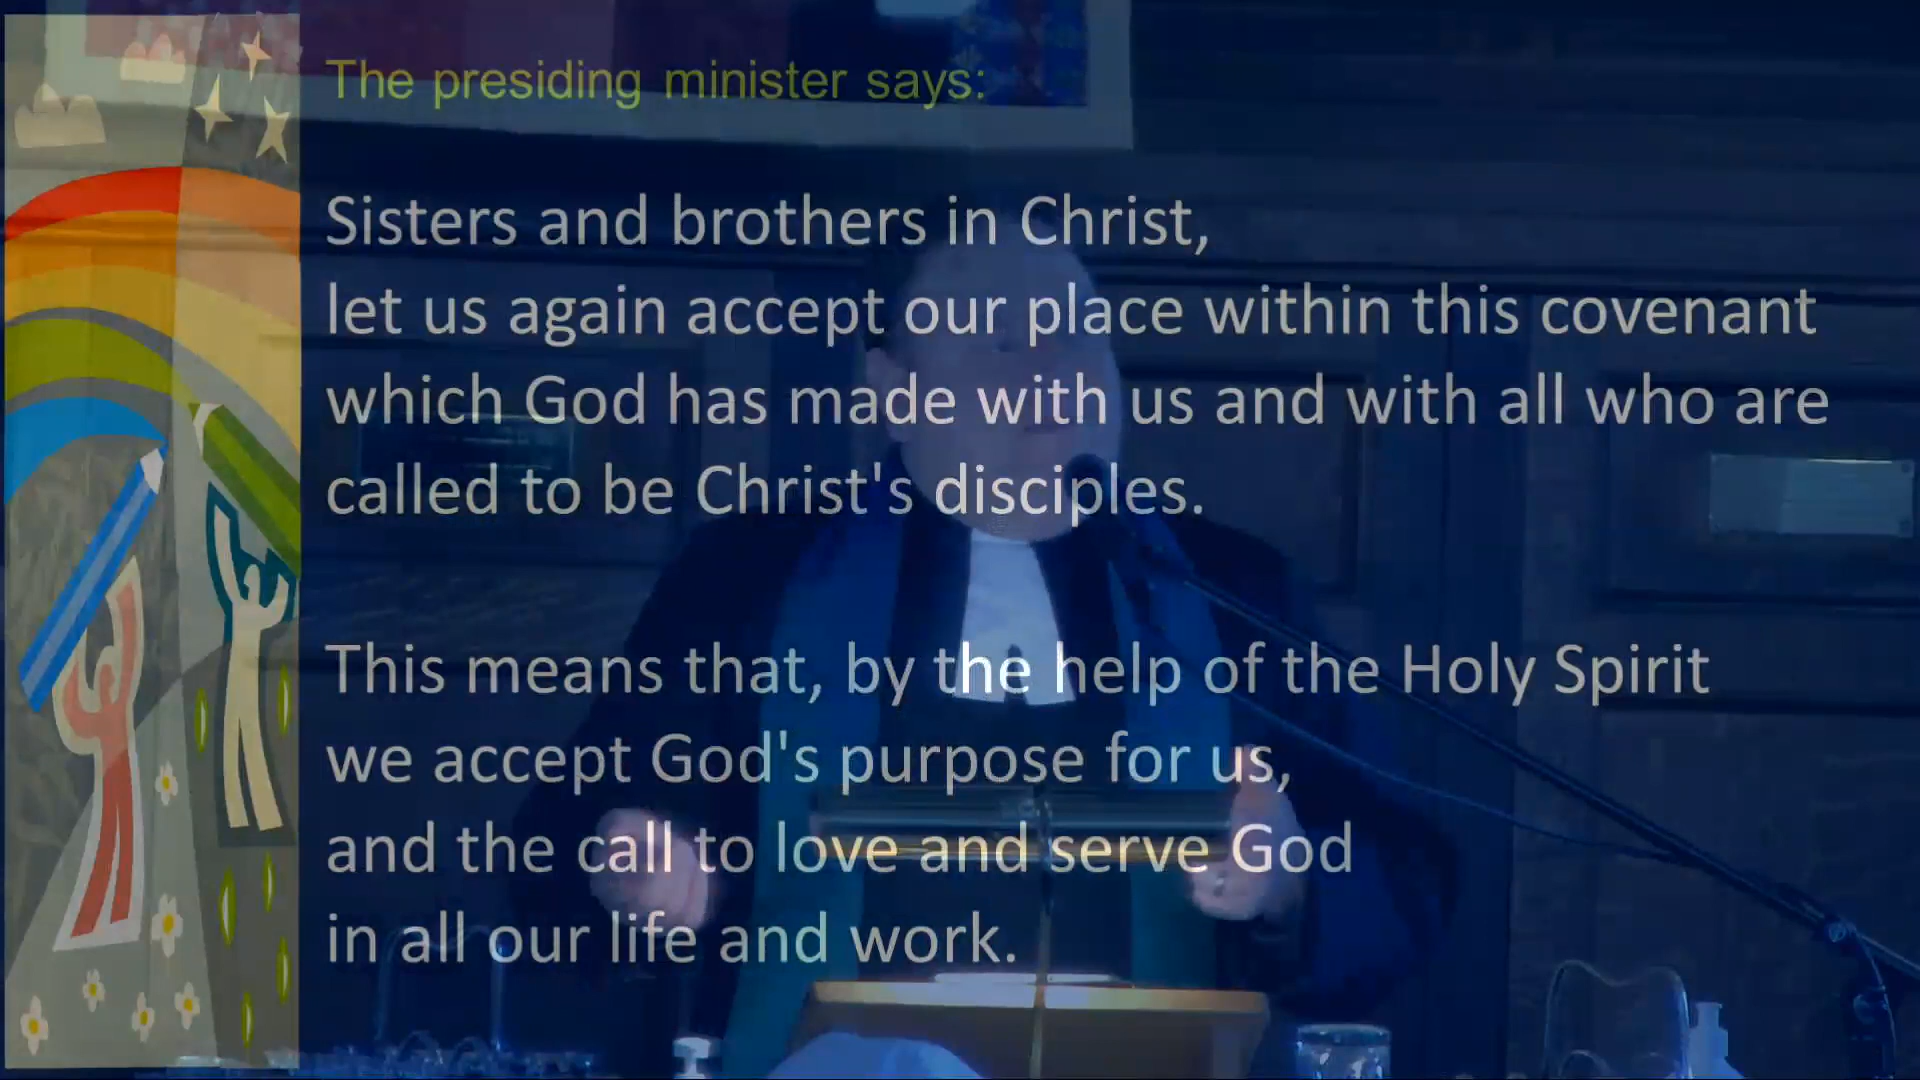 The presiding minister says:
Sisters and brothers in Christ,
let us again accept our place within this covenant
which God has made with us and with all who are
called to be Christ's disciples.
This means that, by the help of the Holy Spirit
we accept God's purpose for us,
and the call to love and serve God
in all our life and work.